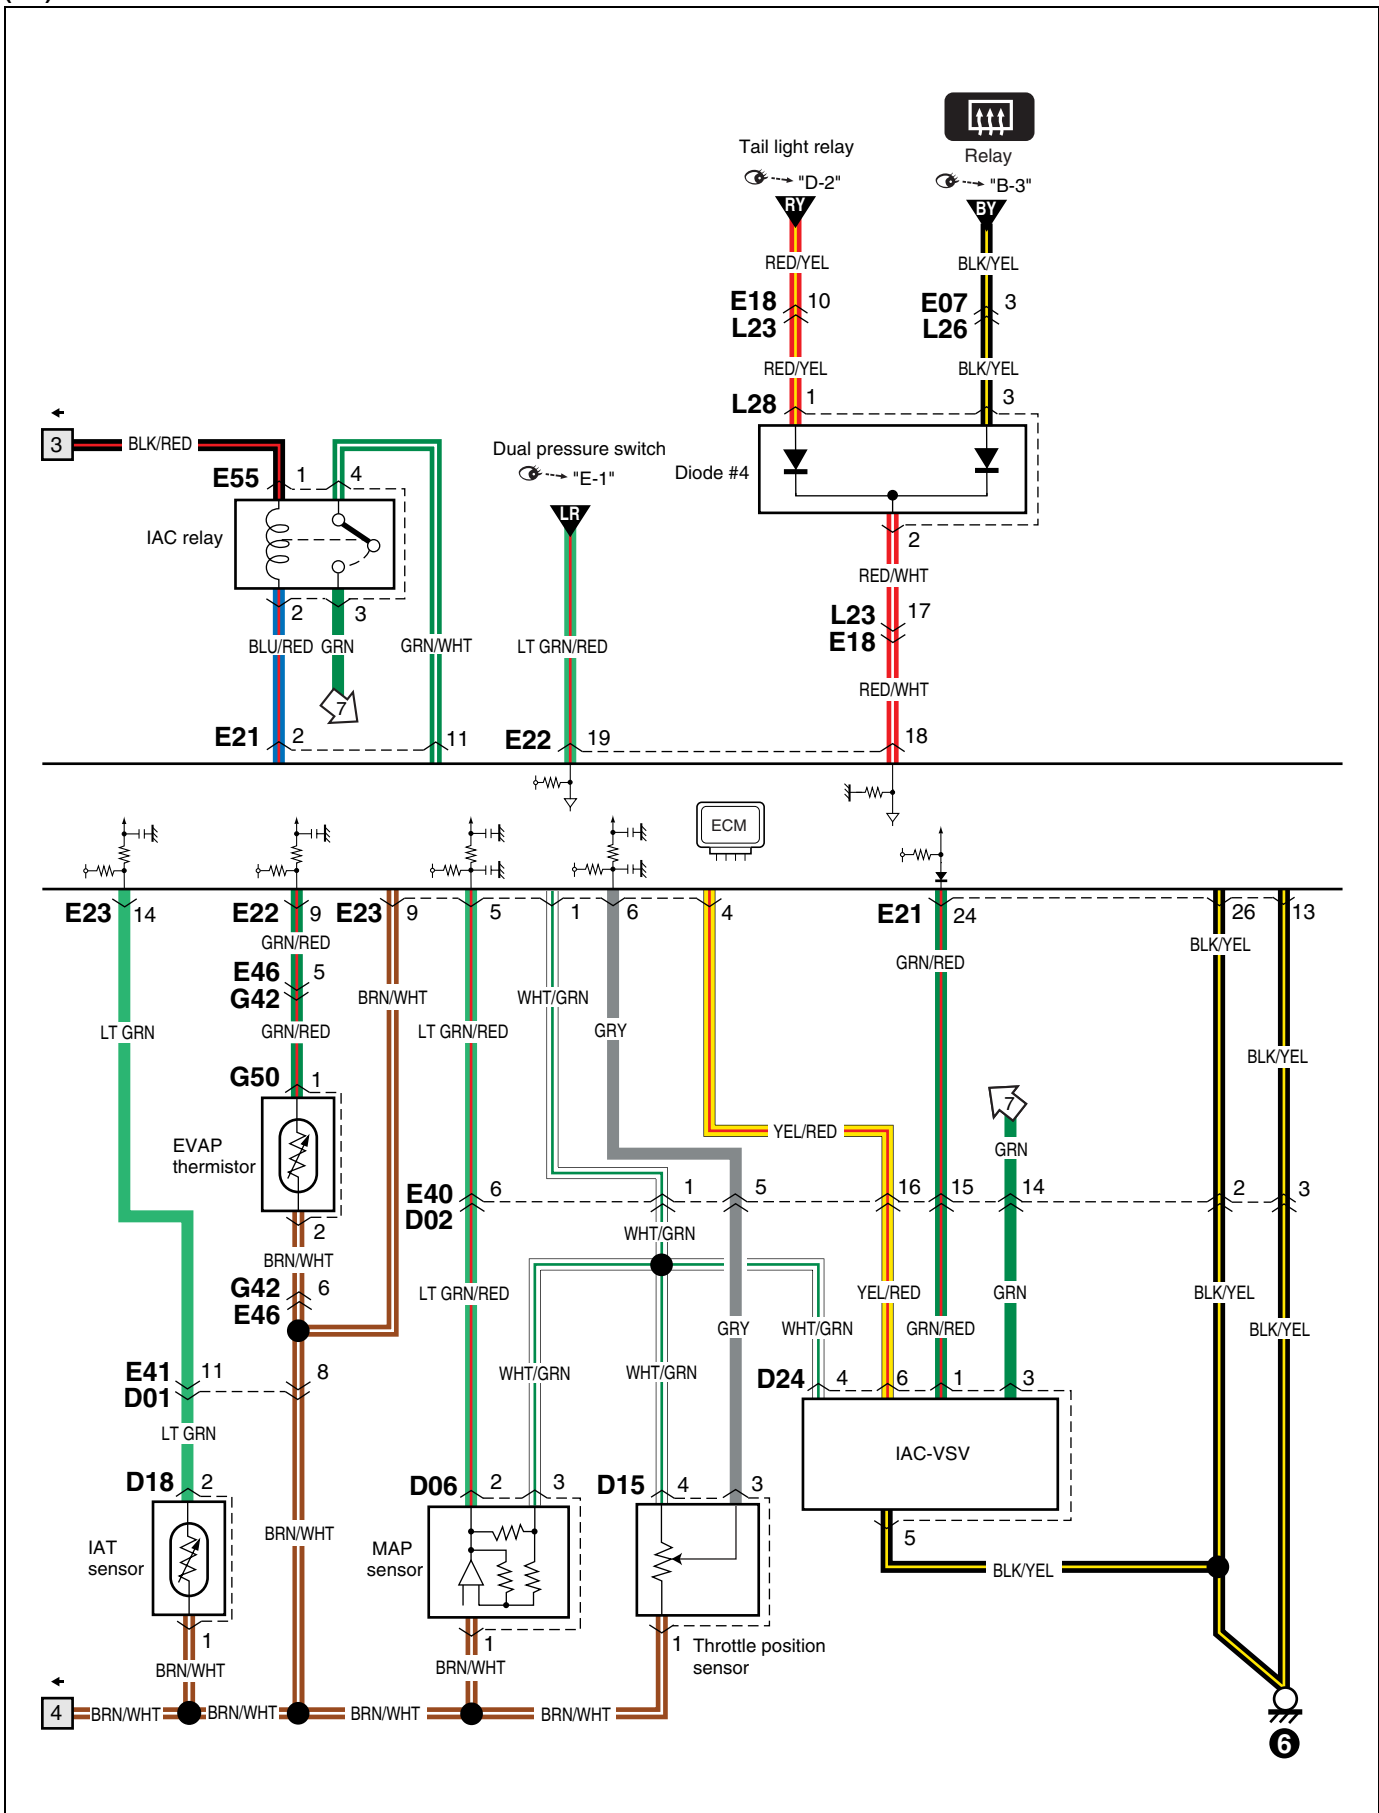 Tail light relay
"D-2"
RY
Relay
"B-3"
BY
RED/YEL
BLK/YEL
E18 10
L23
E07 3
L26
RED/YEL
BLK/YEL
L28 1
3
3
BLK/RED
E55 1 4
Dual pressure switch
"E-1"
LR
Diode #4
IAC relay
2
RED/WHT
2 3
L23 17
E18
BLU/RED GRN GRN/WHT
LT GRN/RED
RED/WHT
7
E21 2 11
E22 19 18
ECM
E23 14
E22 9
E23 9 5 1 6 4
E21 24 26 13
GRN/RED
BLK/YEL
E46 5
G42
GRN/RED
BRN/WHT
WHT/GRN
LT GRN
GRN/RED
LT GRN/RED
GRY
BLK/YEL
G50 1
7
YEL/RED
GRN
EVAP
thermistor
E40 6 1 5 16 15 14 2 3
D02
2
WHT/GRN
BRN/WHT
G42 6
E46
LT GRN/RED
YEL/RED
GRN
BLK/YEL
GRY
WHT/GRN
GRN/RED
BLK/YEL
E41 11 8
D01
WHT/GRN
WHT/GRN
D24 4 6 1 3
LT GRN
IAC-VSV
D18 2
D06 2 3
D15 4 3
BRN/WHT
5
IAT
sensor
MAP
sensor
BLK/YEL
1
1
1 Throttle position
sensor
BRN/WHT
BRN/WHT
4
BRN/WHT BRN/WHT BRN/WHT BRN/WHT
6